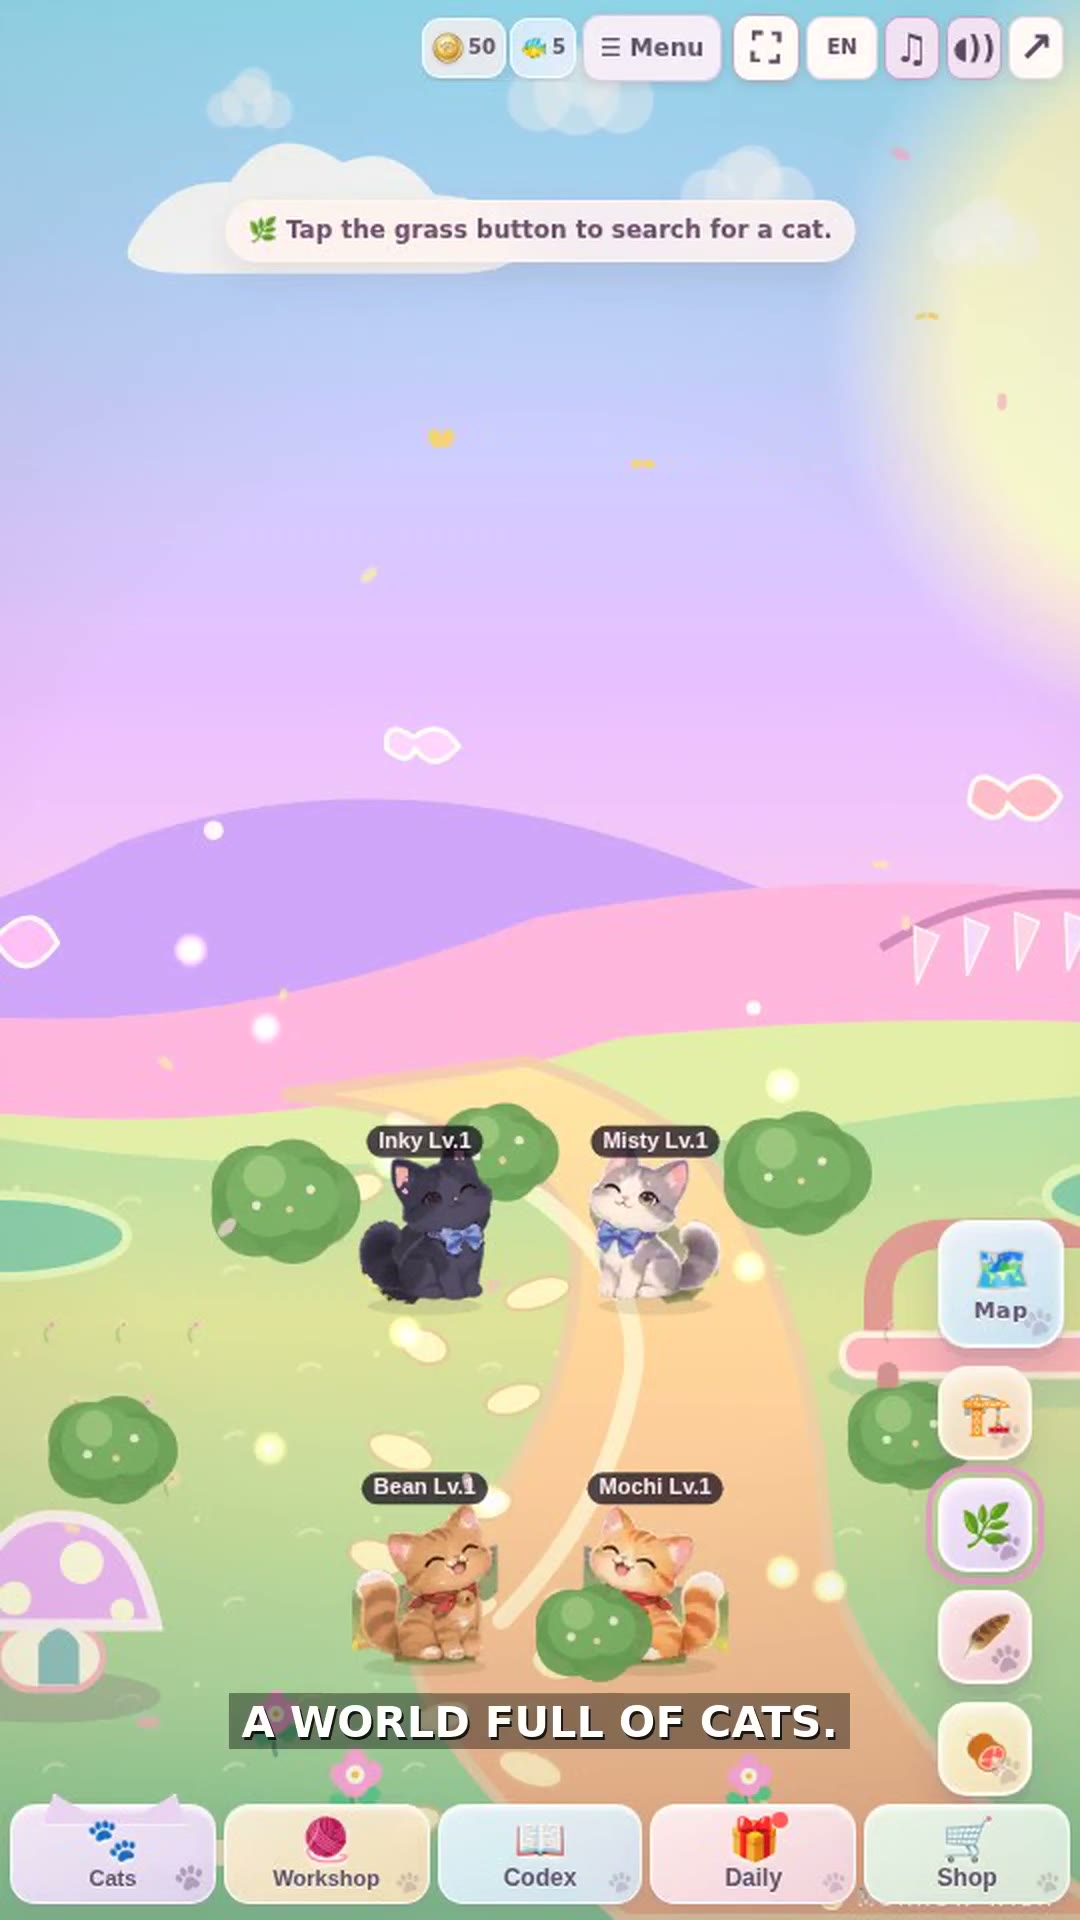 50
5
☰ Menu
EN
Tap the grass button to search for a cat.
Inky Lv.1
Misty Lv.1
Map
Bean Lv.1
Mochi Lv.1
A WORLD FULL OF CATS.
Cats
Workshop
Codex
Daily
Shop